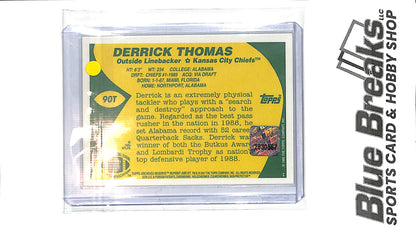 DERRICK THOMAS
Outside Linebacker ☆ Kansas City Chiefs™
HT: 6'3" WT: 234 COLLEGE: ALABAMA
DRFT: CHIEFS #1-1989 ACQ: VIA DRAFT
BORN: 1-1-67, MIAMI, FLORIDA
HOME: NORTHPORT, ALABAMA
90T
TOPPS
Derrick is an extremely physical
tackler who plays with a "search
and destroy" approach to the
game. Regarded as the best pass
rusher in the nation in 1988, he
set Alabama record with 52 career
Quarterback Sacks. Derrick was
winner of both the Butkus Award
and Lombardi Trophy as nation's
top defensive player of 1988.
Blue Breaks LLC
SPORTS CARD & HOBBY SHOP